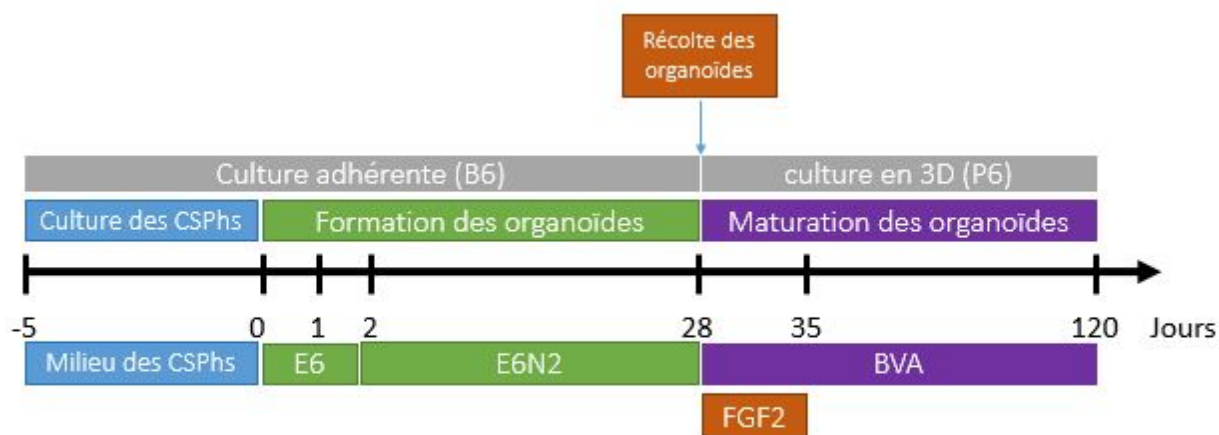 Récolte des
organoïdes
Culture adhérente (B6) culture en 3D (P6)
Culture des CSPhs Formation des organoïdes Maturation des organoïdes
-5 0 1 2 28 35 120 Jours
Milieu des CSPhs E6 E6N2 BVA
FGF2